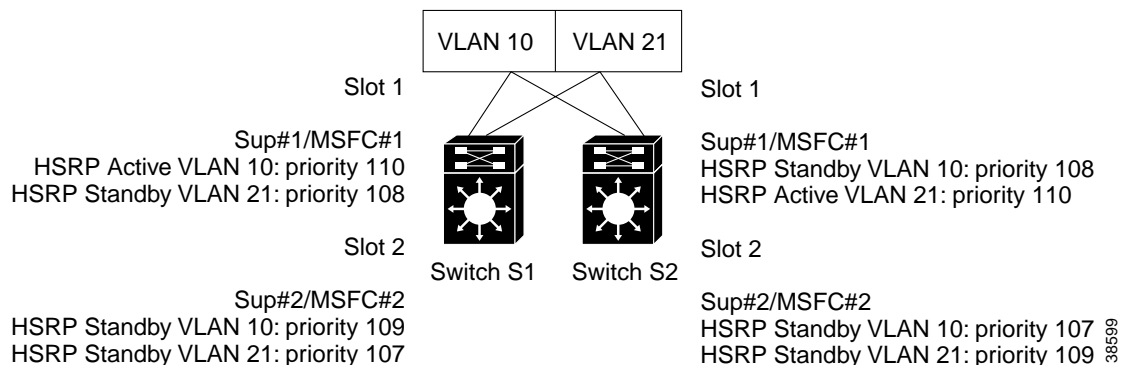 VLAN 10 VLAN 21
Slot 1
Sup#1/MSFC#1
HSRP Active VLAN 10: priority 110
HSRP Standby VLAN 21: priority 108
Slot 2
Sup#2/MSFC#2
HSRP Standby VLAN 10: priority 109
HSRP Standby VLAN 21: priority 107
Switch S1 Switch S2
Slot 1
Sup#1/MSFC#1
HSRP Standby VLAN 10: priority 108
HSRP Active VLAN 21: priority 110
Slot 2
Sup#2/MSFC#2
HSRP Standby VLAN 10: priority 107
HSRP Standby VLAN 21: priority 109
38599